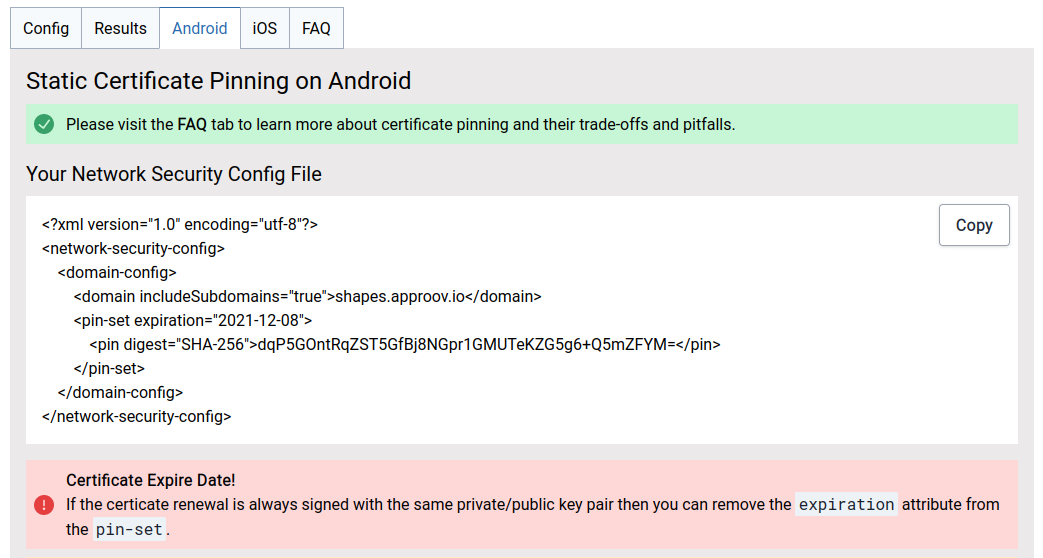 Config Results Android iOS FAQ
Static Certificate Pinning on Android
Please visit the FAQ tab to learn more about certificate pinning and their trade-offs and pitfalls.
Your Network Security Config File
Copy
<?xml version="1.0" encoding="utf-8"?>
<network-security-config>
<domain-config>
<domain includeSubdomains="true">shapes.approov.io</domain>
<pin-set expiration="2021-12-08">
<pin digest="SHA-256">dqP5GOntRqZST5GfBj8NGpr1GMUTeKZG5g6+Q5mZFYM=</pin>
</pin-set>
</domain-config>
</network-security-config>
Certificate Expire Date!
If the certicate renewal is always signed with the same private/public key pair then you can remove the expiration attribute from
the pin-set.